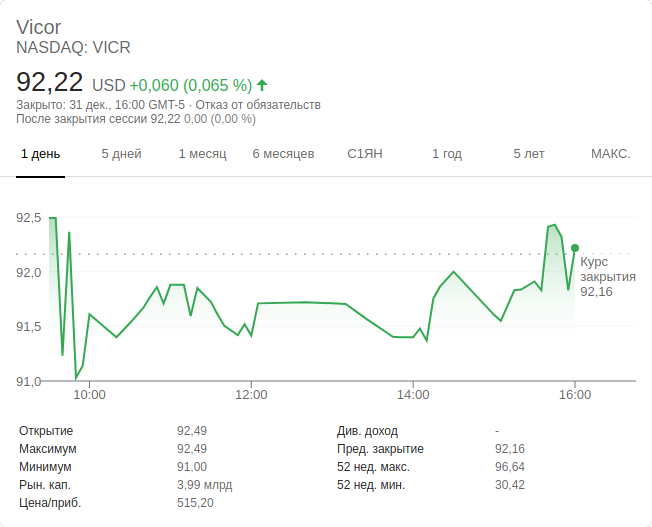 Vicor
NASDAQ: VICR
92,22 USD +0,060 (0,065 %)
Закрыто: 31 дек., 16:00 GMT-5 · Отказ от обязательств
После закрытия сессии 92,22 0,00 (0,00 %)
1 день 5 дней 1 месяц 6 месяцев С1ЯН 1 год 5 лет МАКС.
92,5
92,0
91,5
91,0
Курс
закрытия
92,16
10:00 12:00 14:00 16:00
Открытие 92,49 Див. доход -
Максимум 92,49 Пред. закрытие 92,16
Минимум 91,00 52 нед. макс. 96,64
Рын. кап. 3,99 млрд 52 нед. мин. 30,42
Цена/приб. 515,20